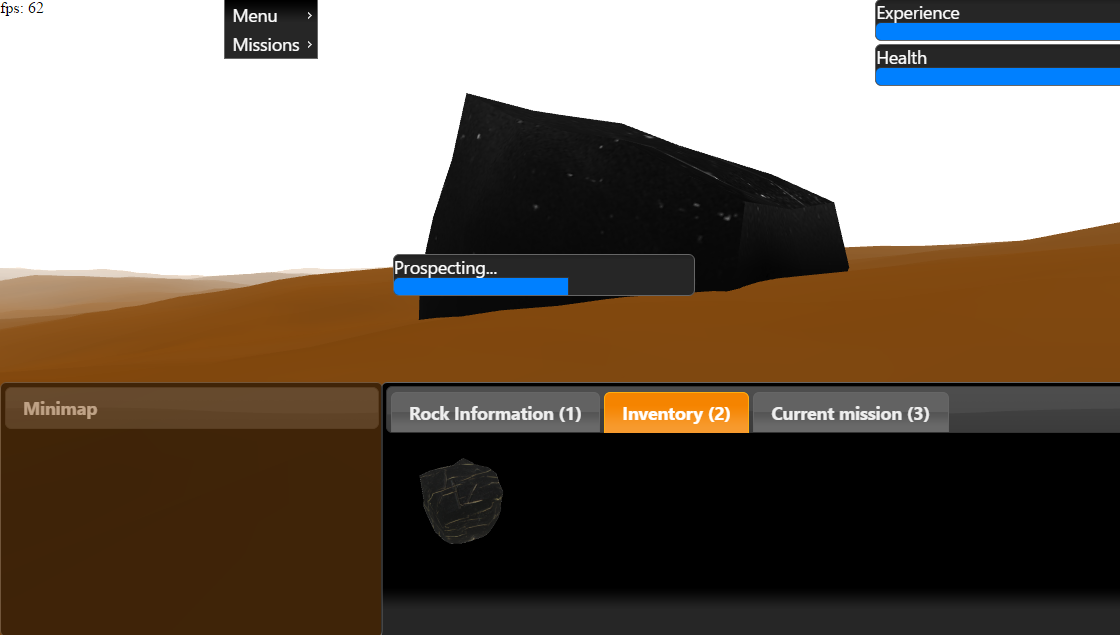 fps: 62
Menu ›
Missions ›
Experience
Health
Prospecting...
Minimap
Rock Information (1)
Inventory (2)
Current mission (3)